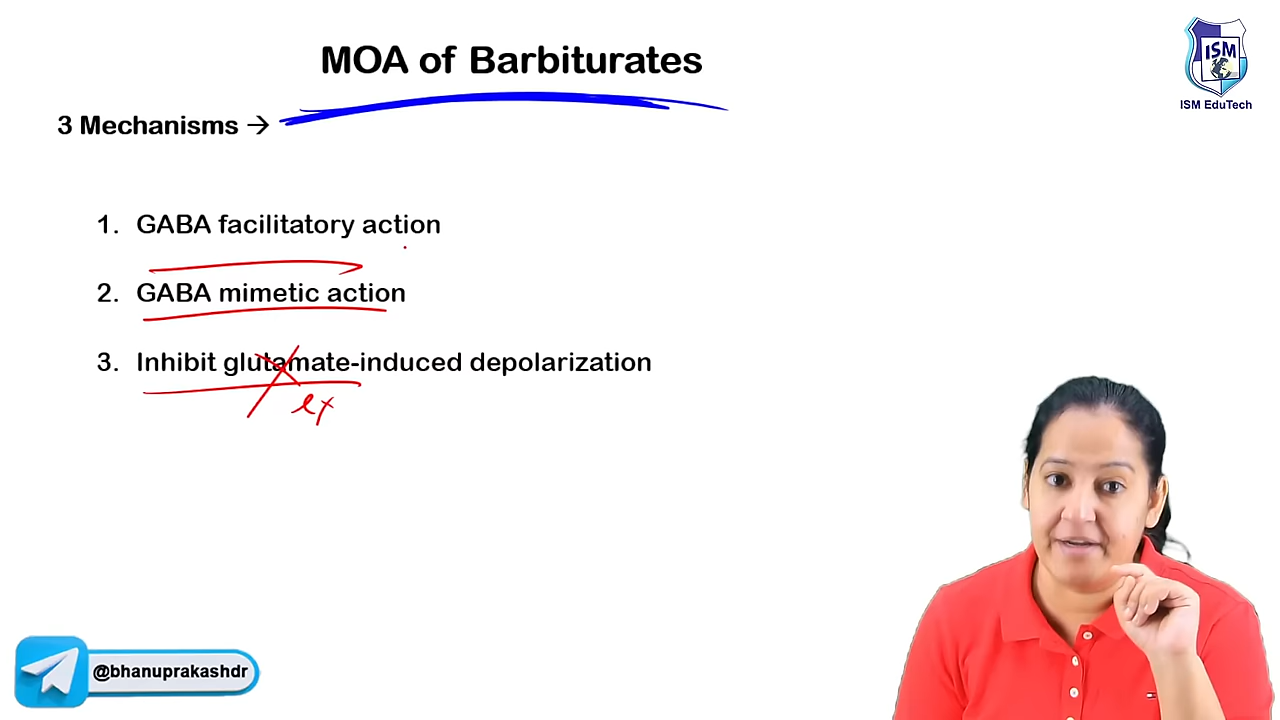 MOA of Barbiturates
ISM
ISM EduTech
3 Mechanisms →
1. GABA facilitatory action
2. GABA mimetic action
3. Inhibit glutamate-induced depolarization
ex
@bhanuprakashdr